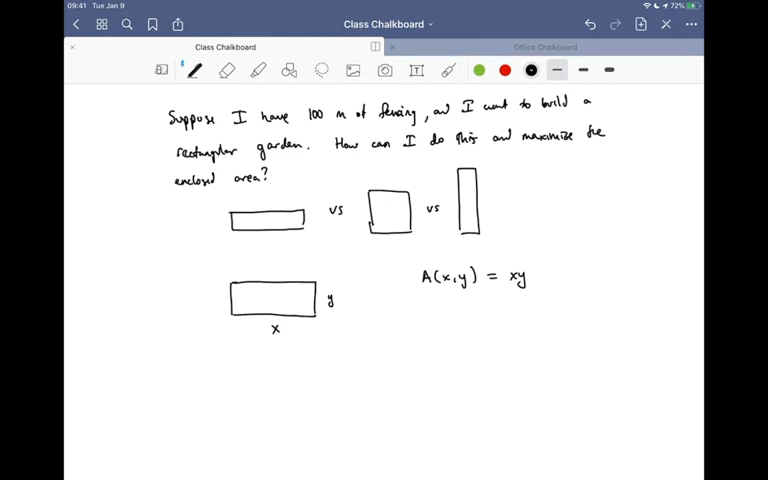 09:41 Tue Jan 9
72%
Class Chalkboard
Class Chalkboard
Office Chalkboard
T
Suppose I have 100 m of fencing, and I want to build a
rectangular garden. How can I do this and maximize the
enclosed area?
vs vs
A(x,y) = xy
y
x